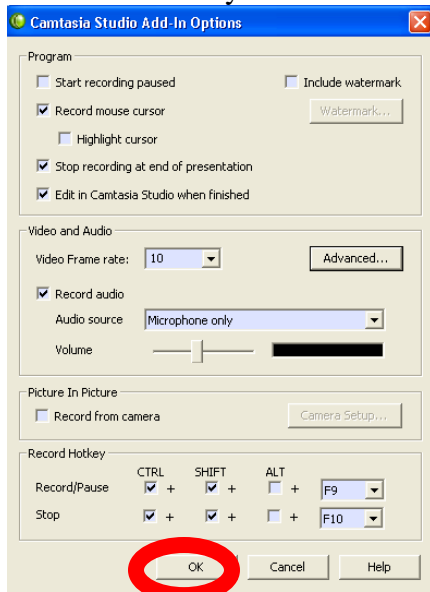 Camtasia Studio Add-In Options
Program
Start recording paused Include watermark
Record mouse cursor Watermark...
Highlight cursor
Stop recording at end of presentation
Edit in Camtasia Studio when finished
Video and Audio
Video Frame rate: 10 Advanced...
Record audio
Audio source Microphone only
Volume
Picture In Picture
Record from camera Camera Setup...
Record Hotkey
CTRL SHIFT ALT
Record/Pause + + + F9
Stop + + + F10
OK Cancel Help